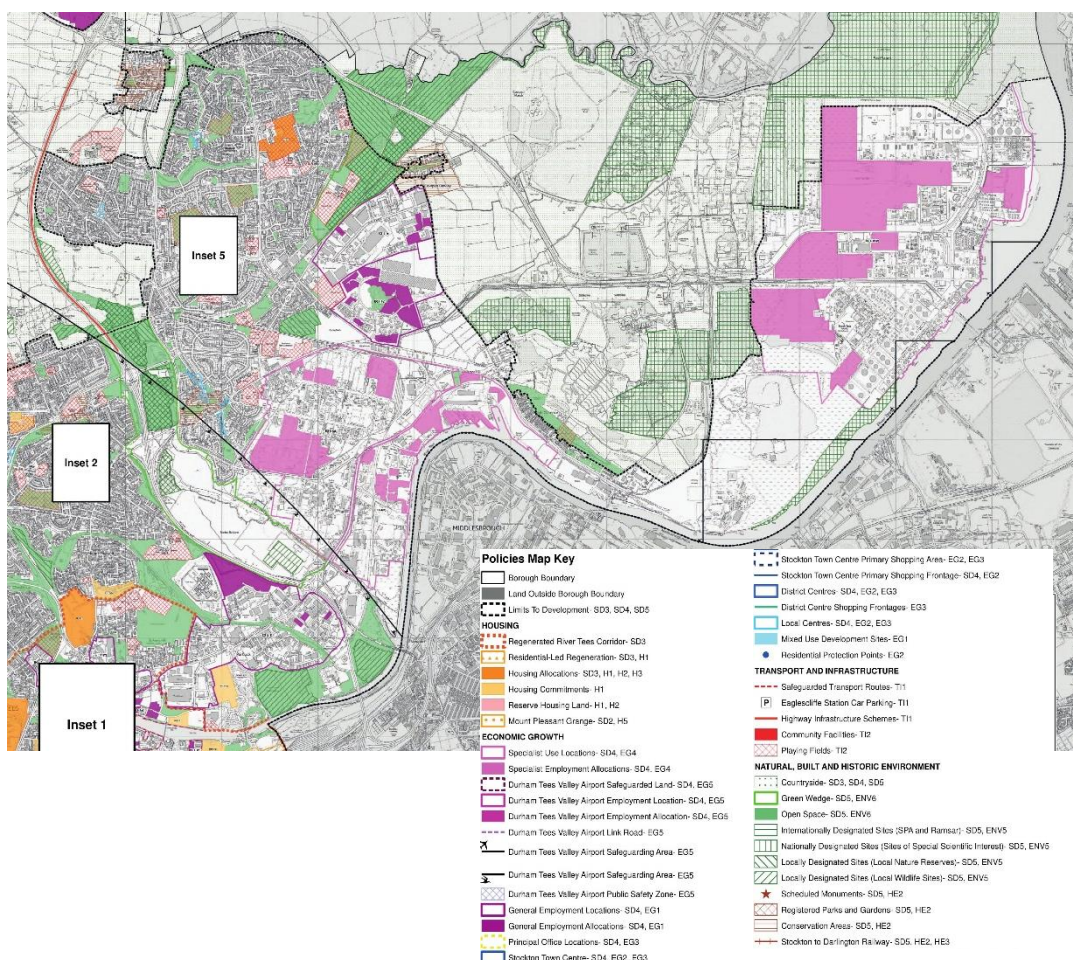 Inset 5
Inset 2
Inset 1
MIDDLESBROUGH
Policies Map Key
Borough Boundary
Land Outside Borough Boundary
Limits To Development- SD3, SD4, SD5
HOUSING
Regenerated River Tees Corridor- SD3
Residential-Led Regeneration- SD3, H1
Housing Allocations- SD3, H1, H2, H3
Housing Commitments- H1
Reserve Housing Land- H1, H2
Mount Pleasant Grange- SD2, H5
ECONOMIC GROWTH
Specialist Use Locations- SD4, EG4
Specialist Employment Allocations- SD4, EG4
Durham Tees Valley Airport Safeguarded Land- SD4, EG5
Durham Tees Valley Airport Employment Location- SD4, EG5
Durham Tees Valley Airport Employment Allocation- SD4, EG5
Durham Tees Valley Airport Link Road- EG5
Durham Tees Valley Airport Safeguarding Area- EG5
Durham Tees Valley Airport Safeguarding Area- EG5
Durham Tees Valley Airport Public Safety Zone- EG5
General Employment Locations- SD4, EG1
General Employment Allocations- SD4, EG1
Principal Office Locations- SD4, EG3
Stockton Town Centre- SD4, EG2, EG3
Stockton Town Centre Primary Shopping Area- EG2, EG3
Stockton Town Centre Primary Shopping Frontage- SD4, EG2
District Centres- SD4, EG2, EG3
District Centre Shopping Frontages- EG3
Local Centres- SD4, EG2, EG3
Mixed Use Development Sites- EG1
Residential Protection Points- EG2
TRANSPORT AND INFRASTRUCTURE
Safeguarded Transport Routes- TI1
P Eaglescliffe Station Car Parking- TI1
Highway Infrastructure Schemes- TI1
Community Facilities- TI2
Playing Fields- TI2
NATURAL, BUILT AND HISTORIC ENVIRONMENT
Countryside- SD3, SD4, SD5
Green Wedge- SD5, ENV6
Open Space- SD5, ENV6
Internationally Designated Sites (SPA and Ramsar)- SD5, ENV5
Nationally Designated Sites (Sites of Special Scientific Interest)- SD5, ENV5
Locally Designated Sites (Local Nature Reserves)- SD5, ENV5
Locally Designated Sites (Local Wildlife Sites)- SD5, ENV5
Scheduled Monuments- SD5, HE2
Registered Parks and Gardens- SD5, HE2
Conservation Areas- SD5, HE2
Stockton to Darlington Railway- SD5, HE2, HE3